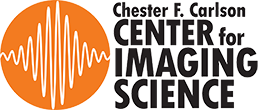 Chester F. Carlson
CENTER for
IMAGING
SCIENCE